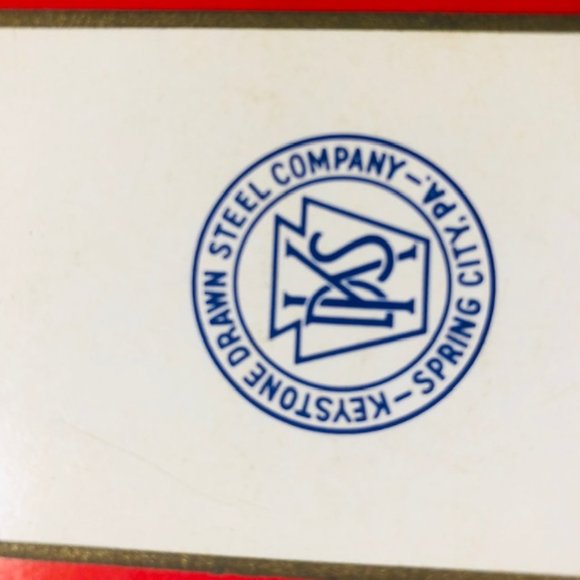 KEYSTONE DRAWN STEEL COMPANY – SPRING CITY, PA. –
KDS